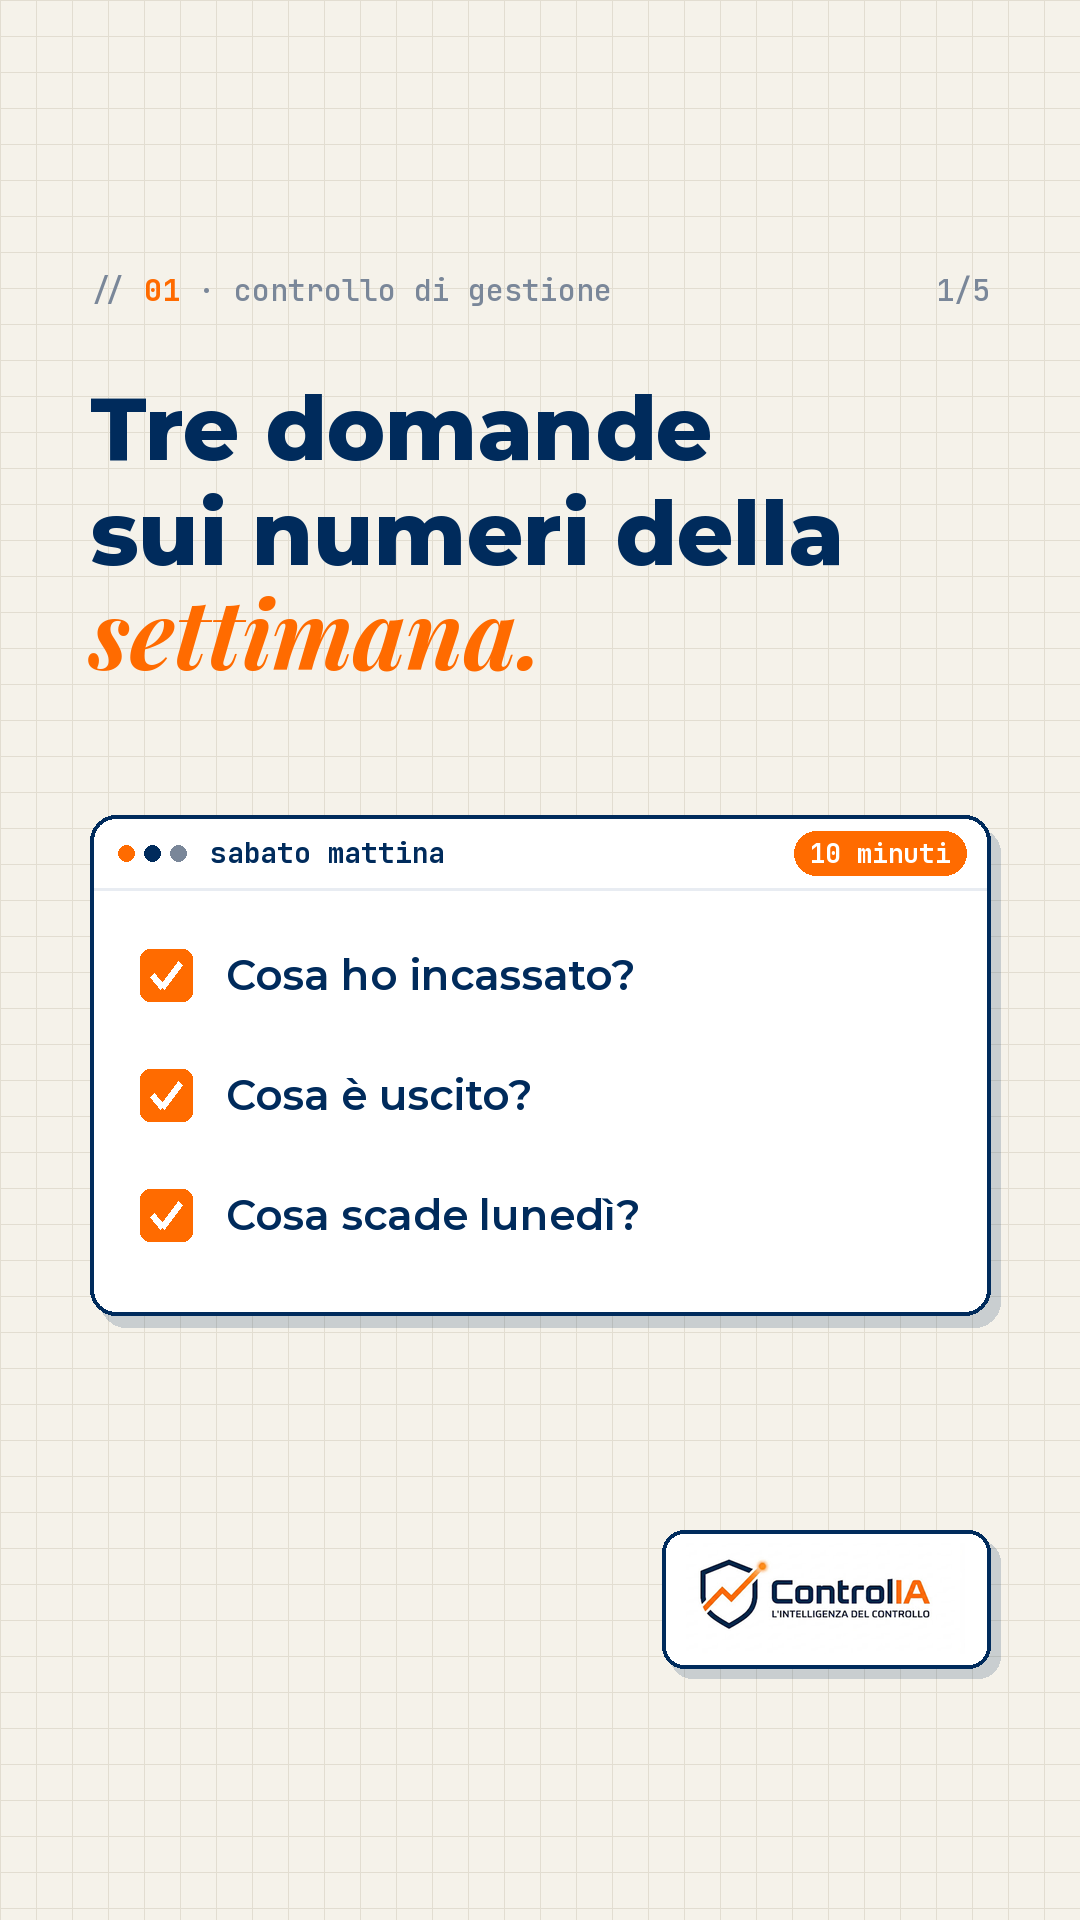 // 01 · controllo di gestione 1/5
Tre domande
sui numeri della
settimana.
sabato mattina 10 minuti
Cosa ho incassato?
Cosa è uscito?
Cosa scade lunedì?
ControllIA
L'INTELLIGENZA DEL CONTROLLO